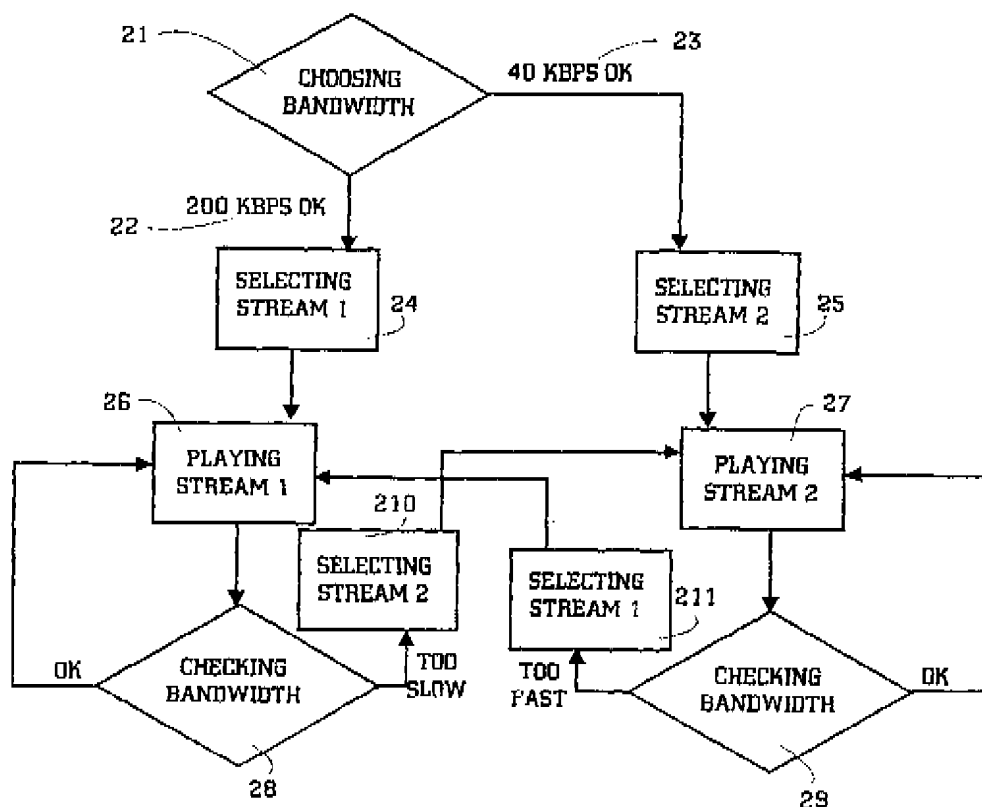 21
CHOOSING
BANDWIDTH
23
40 KBPS OK
200 KBPS OK
22
SELECTING
STREAM 1
24
SELECTING
STREAM 2
25
26
PLAYING
STREAM 1
27
PLAYING
STREAM 2
210
SELECTING
STREAM 2
SELECTING
STREAM 1
211
OK
CHECKING
BANDWIDTH
TOO
SLOW
TOO
FAST
CHECKING
BANDWIDTH
OK
28
29